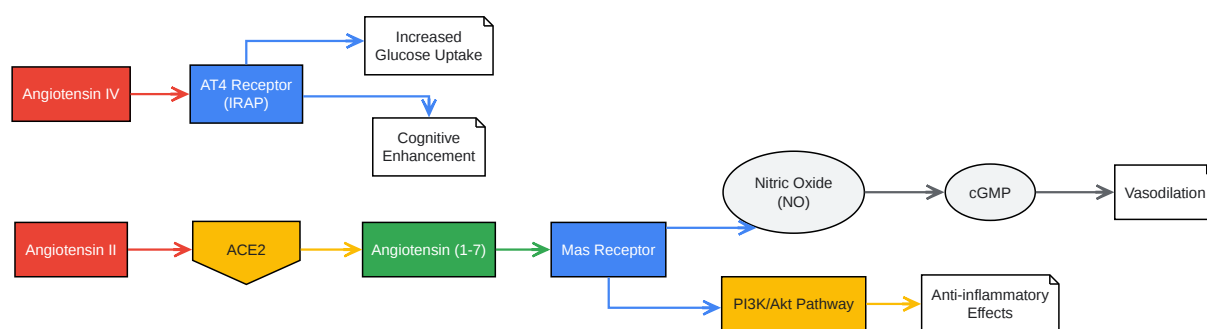 Increased
Glucose Uptake
Angiotensin IV
AT4 Receptor
(IRAP)
Cognitive
Enhancement
Nitric Oxide
(NO)
cGMP
Vasodilation
Angiotensin II
ACE2
Angiotensin (1-7)
Mas Receptor
PI3K/Akt Pathway
Anti-inflammatory
Effects